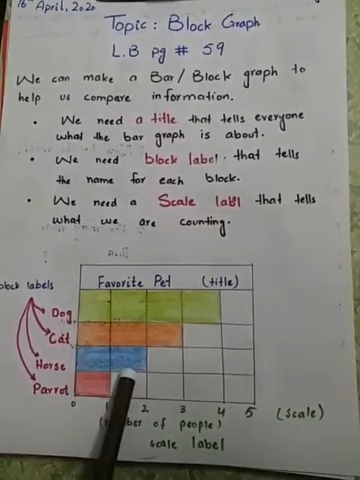 16th April, 2020
Topic: Block Graph
L.B pg # 59
We can make a Bar/Block graph to
help us compare information.
• We need a title that tells everyone
what the bar graph is about.
• We need block label. that tells
the name for each block.
• We need a Scale labl that tells
what we are counting.
Favorite Pet (title)
block labels
Dog
Cat
Horse
Parrot
0 2 3 4 5 (scale)
of people)
scale label